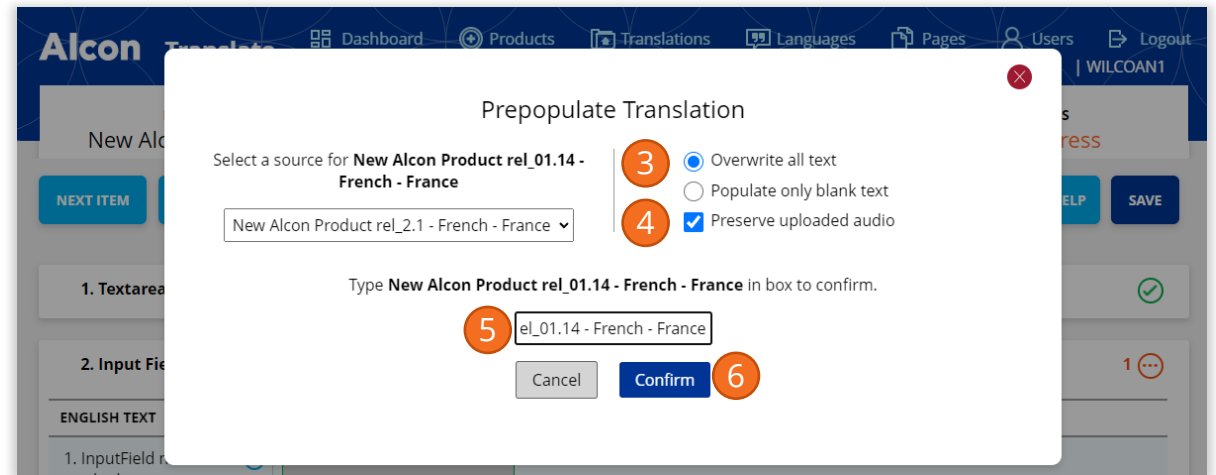 Alcon Translate Dashboard Products Translations Languages Pages Users Logout
| WILCOAN1
Prepopulate Translation
New Alc
Select a source for New Alcon Product rel_01.14 -
French - France
New Alcon Product rel_2.1 - French - France
3 Overwrite all text
Populate only blank text
4 Preserve uploaded audio
NEXT ITEM
ELP
SAVE
s
ress
Type New Alcon Product rel_01.14 - French - France in box to confirm.
1. Textarea
5 el_01.14 - French - France
2. Input Fie
1
Cancel
Confirm
6
ENGLISH TEXT
1. InputField